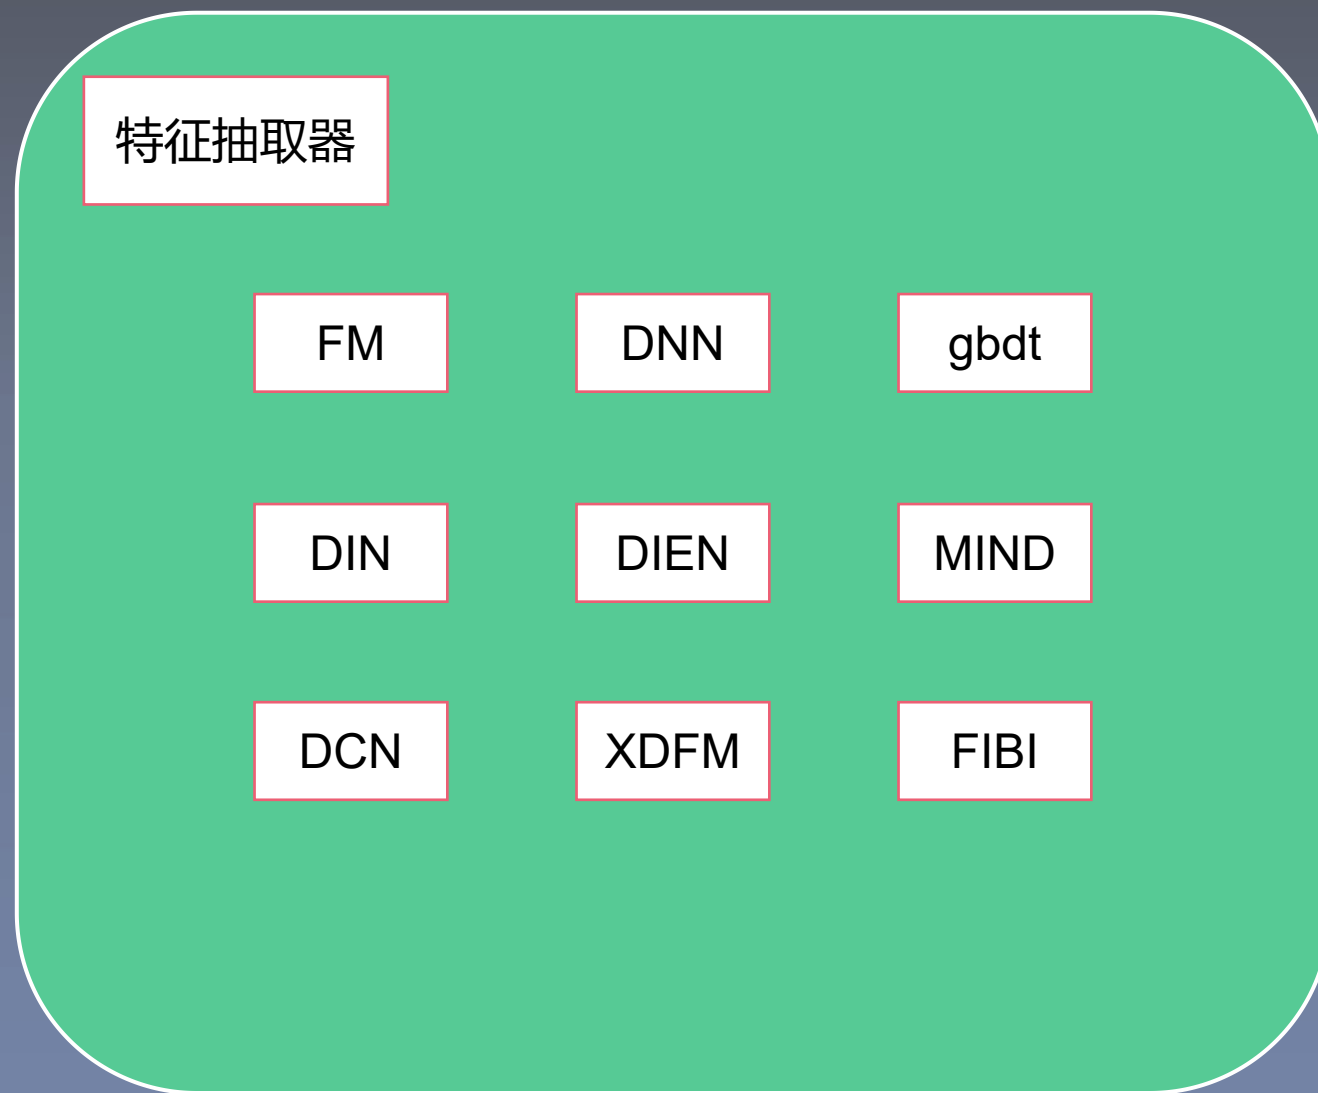 特征抽取器
FM
DNN
gbdt
DIN
DIEN
MIND
DCN
XDFM
FIBI